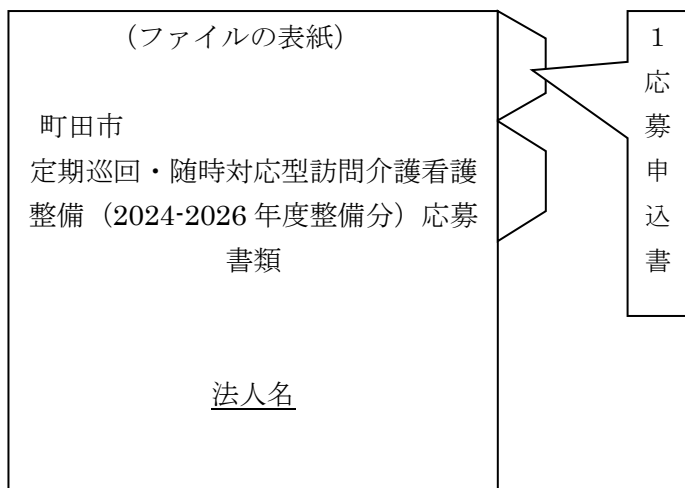 （ファイルの表紙）
町田市
定期巡回・随時対応型訪問介護看護
整備（2024-2026 年度整備分）応募
書類
法人名
1応募申込書